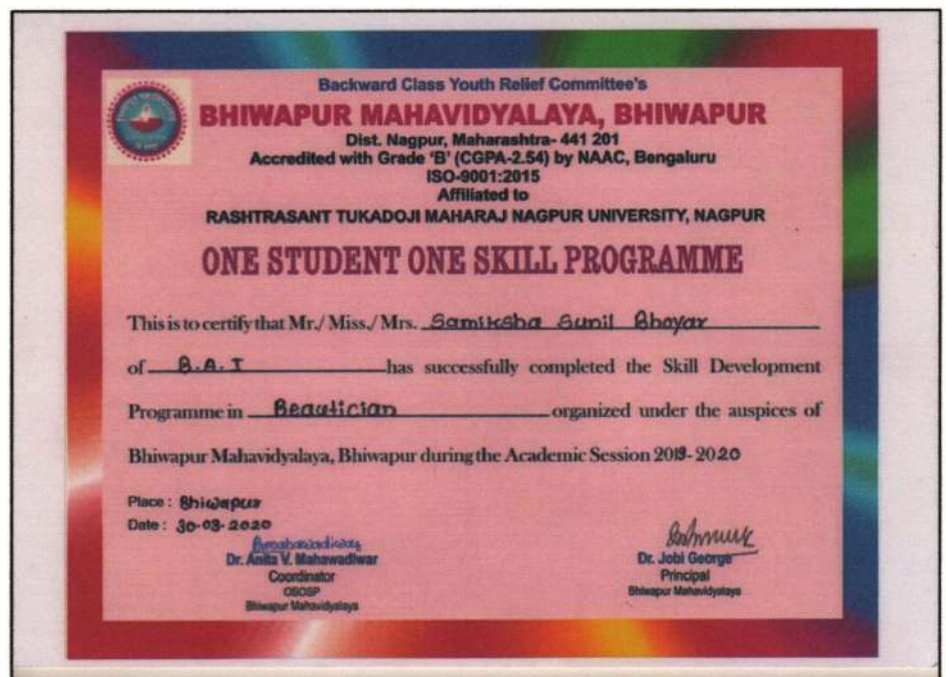 Backward Class Youth Relief Committee's
BHIWAPUR MAHAVIDYALAYA, BHIWAPUR
Dist. Nagpur, Maharashtra- 441 201
Accredited with Grade 'B' (CGPA-2.54) by NAAC, Bengaluru
ISO-9001:2015
Affiliated to
RASHTRASANT TUKADOJI MAHARAJ NAGPUR UNIVERSITY, NAGPUR
ONE STUDENT ONE SKILL PROGRAMME
This is to certify that Mr./ Miss./ Mrs. Samiksha Sunil Bhoyar
of B.A. I has successfully completed the Skill Development
Programme in Beautician organized under the auspices of
Bhiwapur Mahavidyalaya, Bhiwapur during the Academic Session 2019-2020
Place : Bhiwapur
Date : 30-03-2020
Dr. Anita V. Mahawadiwar
Coordinator
OSOSP
Bhiwapur Mahavidyalaya
Dr. Jobi George
Principal
Bhiwapur Mahavidyalaya